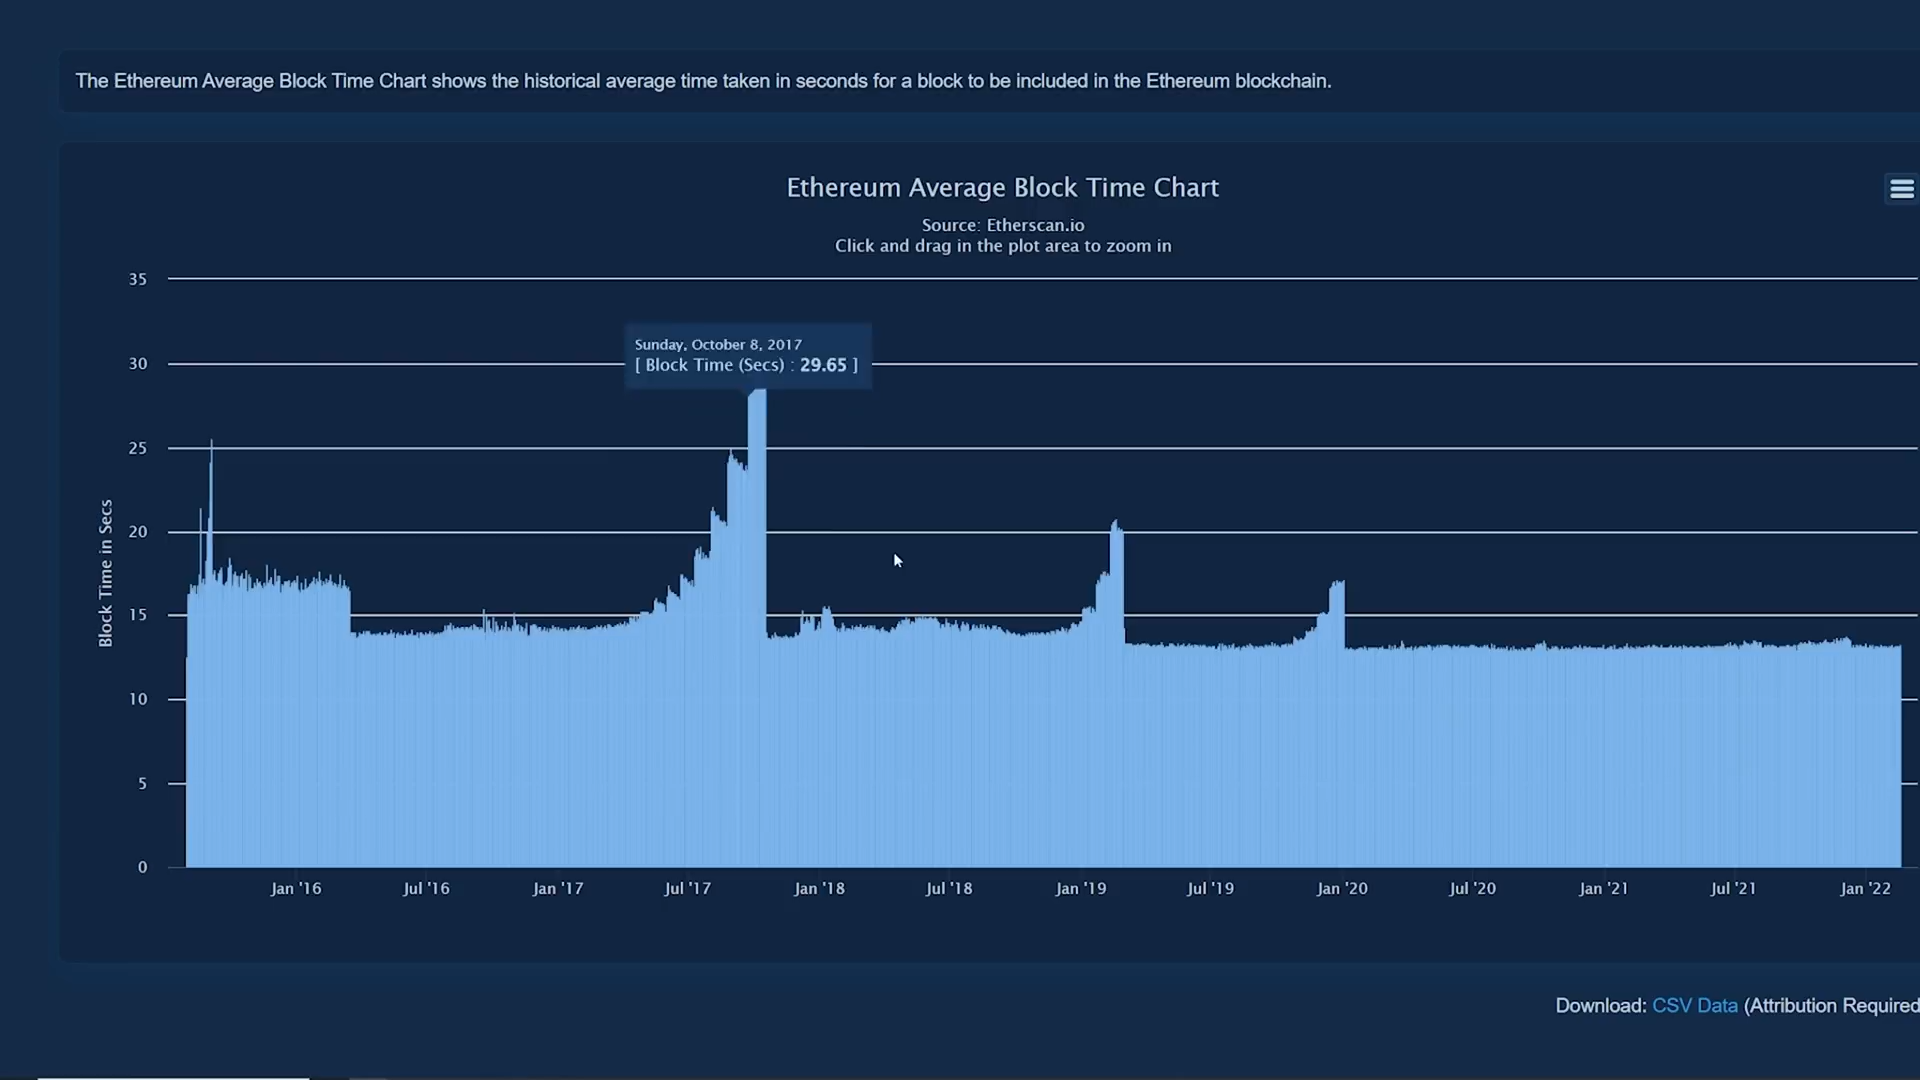 The Ethereum Average Block Time Chart shows the historical average time taken in seconds for a block to be included in the Ethereum blockchain.
Ethereum Average Block Time Chart
Source: Etherscan.io
Click and drag in the plot area to zoom in
35
Sunday, October 8, 2017
[ Block Time (Secs) : 29.65 ]
30
25
20
15
10
5
0
Block Time in Secs
Jan '16 Jul '16 Jan '17 Jul '17 Jan '18 Jul '18 Jan '19 Jul '19 Jan '20 Jul '20 Jan '21 Jul '21 Jan '22
Download: CSV Data (Attribution Required